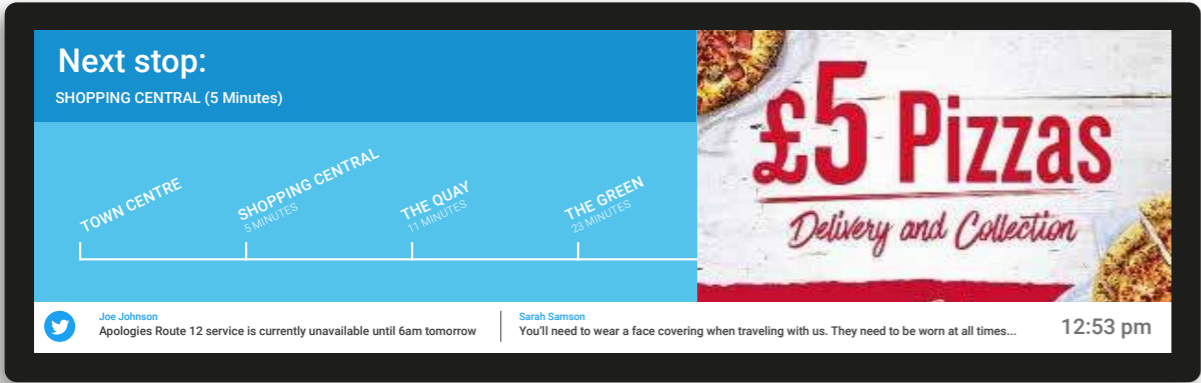 Next stop:
SHOPPING CENTRAL (5 Minutes)
TOWN CENTRE
SHOPPING CENTRAL
5 MINUTES
THE QUAY
11 MINUTES
THE GREEN
23 MINUTES
£5 Pizzas
Delivery and Collection
Joe Johnson
Apologies Route 12 service is currently unavailable until 6am tomorrow
Sarah Samson
You'll need to wear a face covering when traveling with us. They need to be worn at all times...
12:53 pm